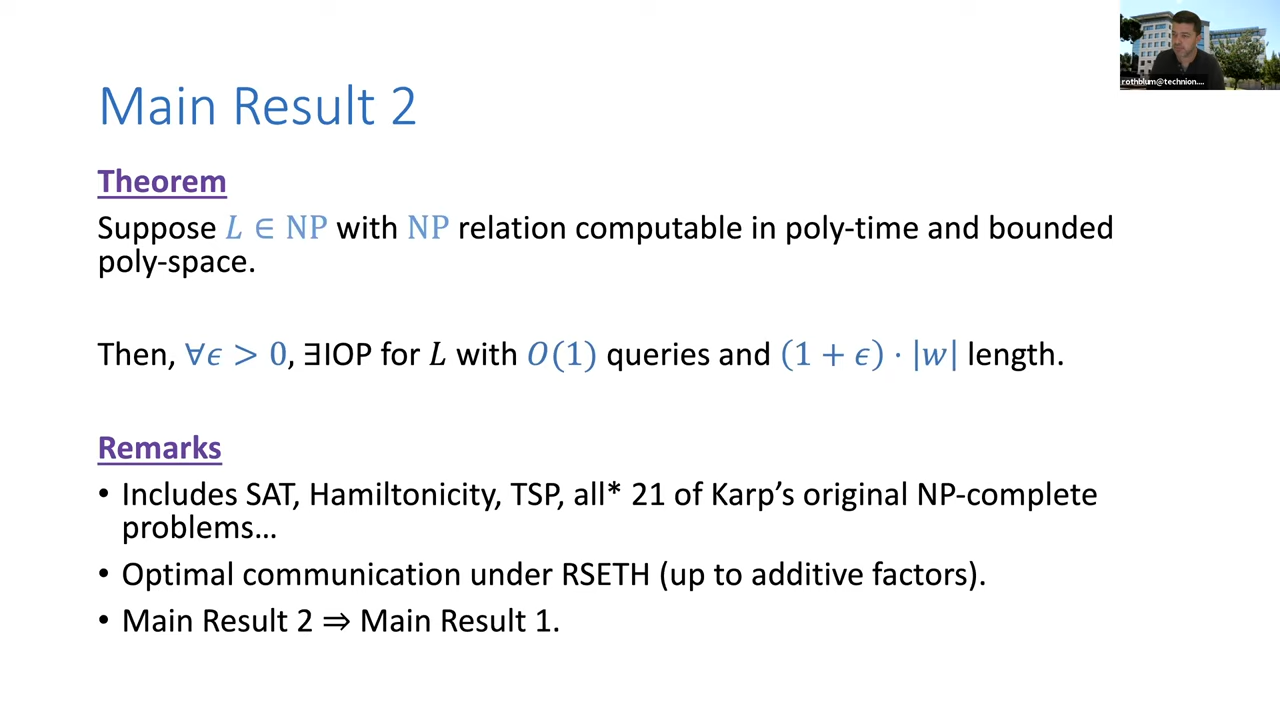 rothblum@technion....
Main Result 2
Theorem
Suppose L ∈ NP with NP relation computable in poly-time and bounded
poly-space.
Then, ∀ϵ > 0, ∃IOP for L with O(1) queries and (1 + ϵ) · |w| length.
Remarks
• Includes SAT, Hamiltonicity, TSP, all* 21 of Karp’s original NP-complete
problems…
• Optimal communication under RSETH (up to additive factors).
• Main Result 2 ⇒ Main Result 1.